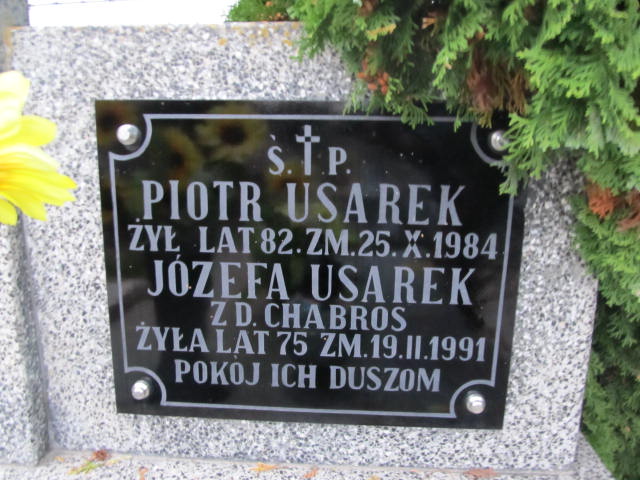 Ś.†P.
PIOTR USAREK
ŻYŁ LAT 82. ZM. 25. X. 1984
JÓZEFA USAREK
Z D. CHABROS
ŻYŁA LAT 75 ZM. 19.II.1991
POKÓJ ICH DUSZOM